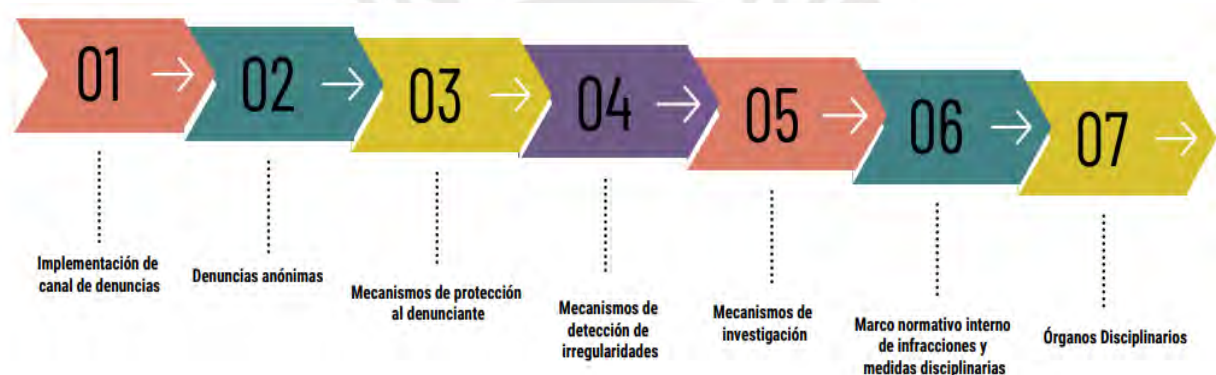 01
02
03
04
05
06
07
Implementación de
canal de denuncias
Denuncias anónimas
Mecanismos de protección
al denunciante
Mecanismos de
detección de
irregularidades
Mecanismos de
investigación
Marco normativo interno
de infracciones y
medidas disciplinarias
Órganos Disciplinarios